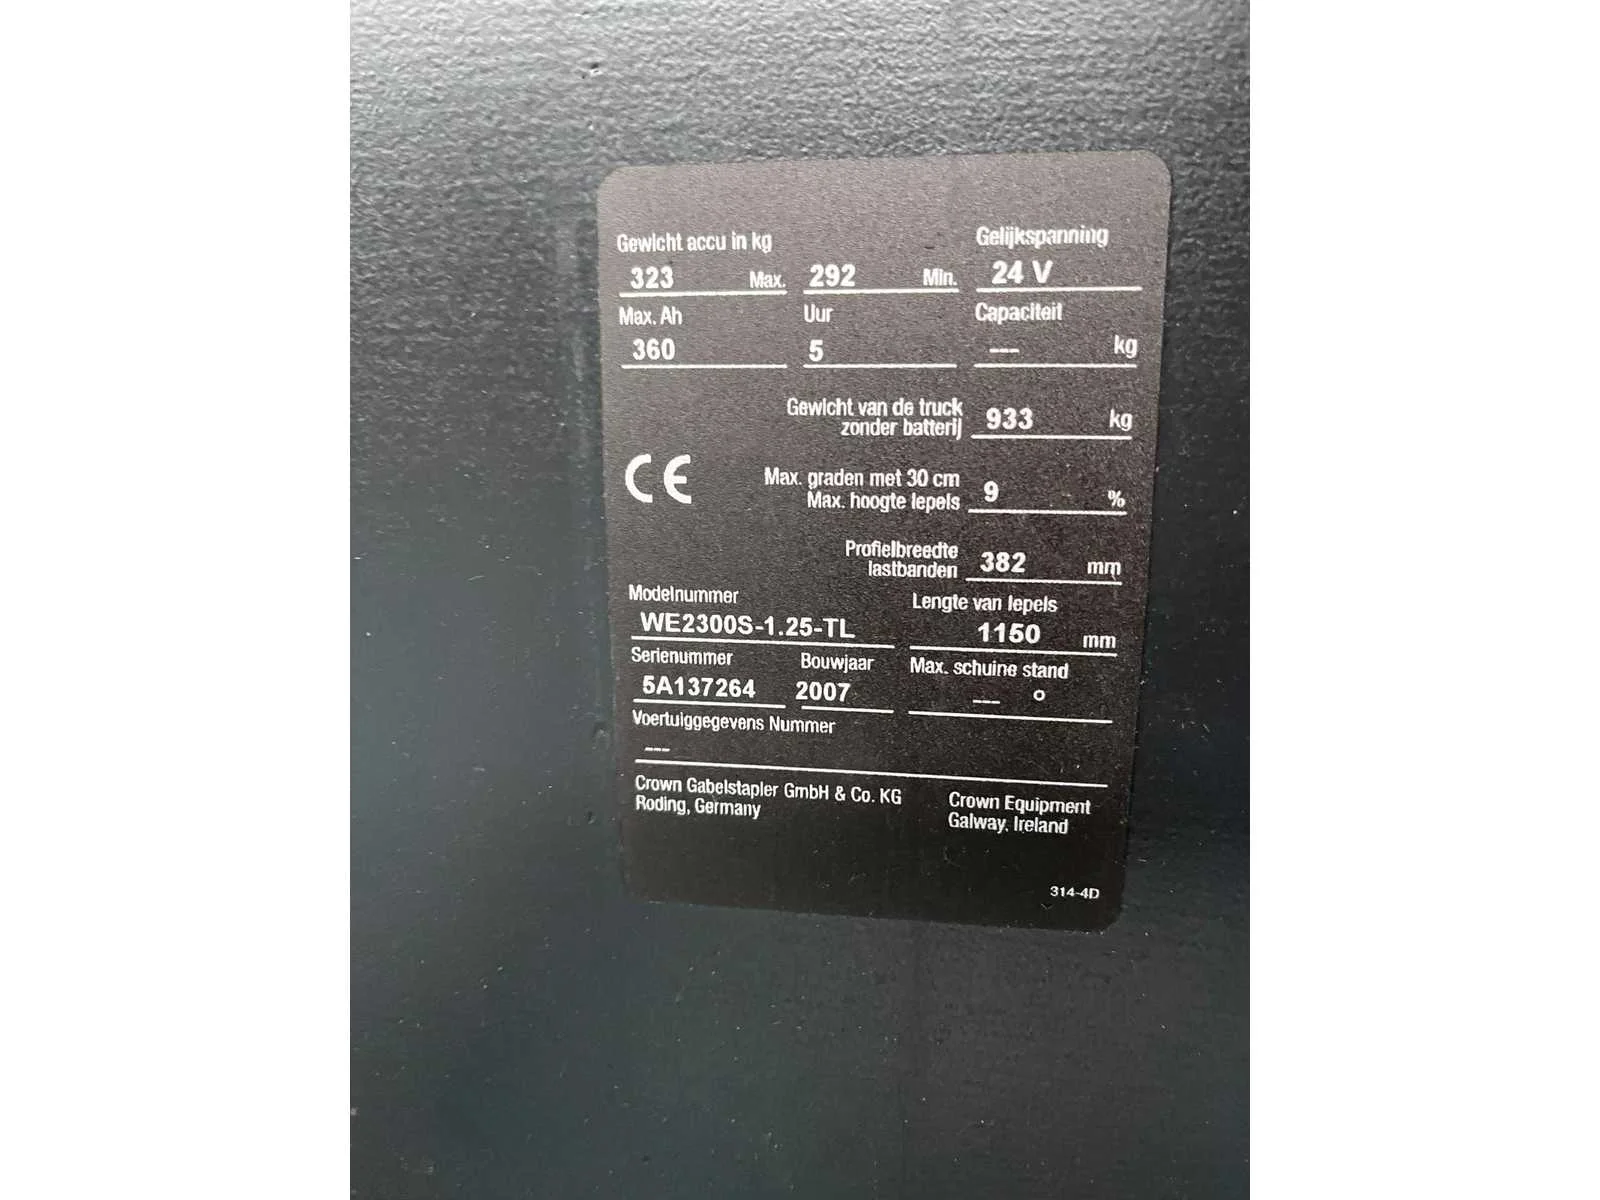 Gewicht accu in kg
323 Max. 292 Min.
Gelijkspanning
24 V
Max. Ah
360
Uur
5
Capaciteit
--- kg
Gewicht van de truck
zonder batterij
933 kg
CE
Max. graden met 30 cm
Max. hoogte lepels
9 %
Profielbreedte
lastbanden
382 mm
Modelnummer
WE2300S-1.25-TL
Lengte van lepels
1150 mm
Serienummer
5A137264
Bouwjaar
2007
Max. schuine stand
--- °
Voertuiggegevens Nummer
---
Crown Gabelstapler GmbH & Co. KG
Roding, Germany
Crown Equipment
Galway, Ireland
314-4D